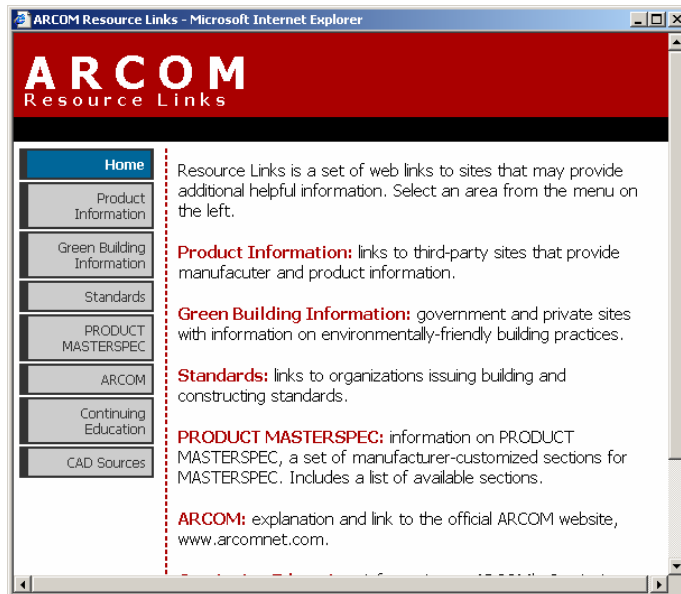 ARCOM Resource Links - Microsoft Internet Explorer
ARCOM
Resource Links
Home
Product
Information
Green Building
Information
Standards
PRODUCT
MASTERSPEC
ARCOM
Continuing
Education
CAD Sources
Resource Links is a set of web links to sites that may provide
additional helpful information. Select an area from the menu on
the left.
Product Information: links to third-party sites that provide
manufacuter and product information.
Green Building Information: government and private sites
with information on environmentally-friendly building practices.
Standards: links to organizations issuing building and
constructing standards.
PRODUCT MASTERSPEC: information on PRODUCT
MASTERSPEC, a set of manufacturer-customized sections for
MASTERSPEC. Includes a list of available sections.
ARCOM: explanation and link to the official ARCOM website,
www.arcomnet.com.